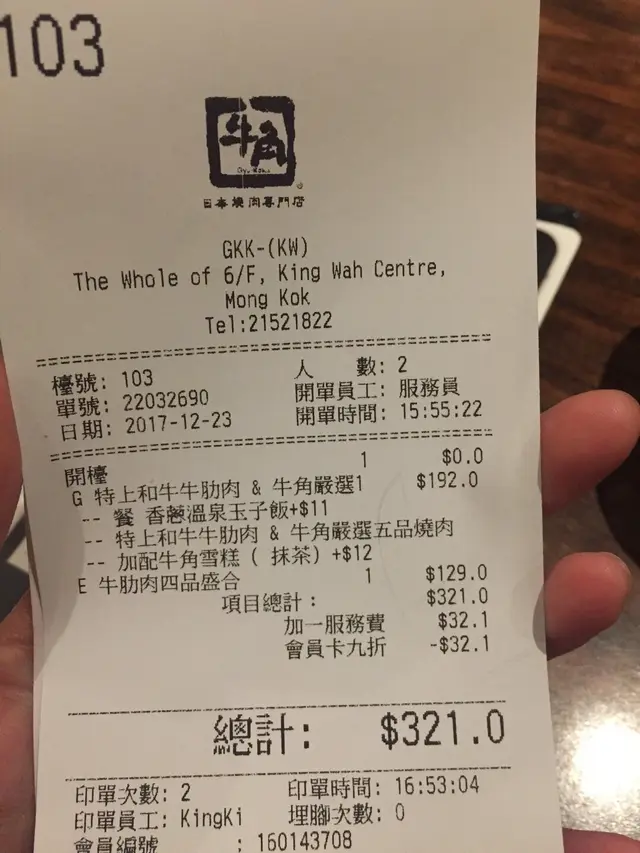 103
牛角
Gyu-Kaku
日本燒肉專門店
GKK-(KW)
The Whole of 6/F, King Wah Centre,
Mong Kok
Tel:21521822
檯號: 103 人 數: 2
單號: 22032690 開單員工: 服務員
日期: 2017-12-23 開單時間: 15:55:22
開檯 1 $0.0
G 特上和牛牛肋肉 & 牛角嚴選1 $192.0
-- 餐 香蔥溫泉玉子飯+$11
-- 特上和牛牛肋肉 & 牛角嚴選五品燒肉
-- 加配牛角雪糕 ( 抹茶) +$12
E 牛肋肉四品盛合 1 $129.0
項目總計: $321.0
加一服務費 $32.1
會員卡九折 -$32.1
總計: $321.0
印單次數: 2 印單時間: 16:53:04
印單員工: KingKi 埋腳次數: 0
會員編號 : 160143708